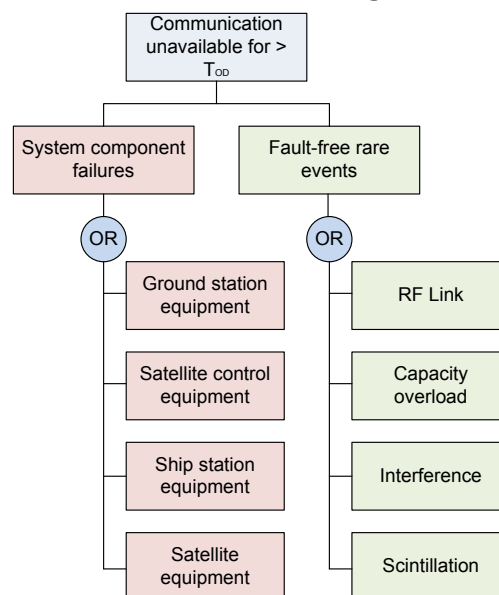 Communication
unavailable for >
TOD
System component
failures
Fault-free rare
events
OR
OR
Ground station
equipment
RF Link
Satellite control
equipment
Capacity
overload
Ship station
equipment
Interference
Satellite
equipment
Scintillation